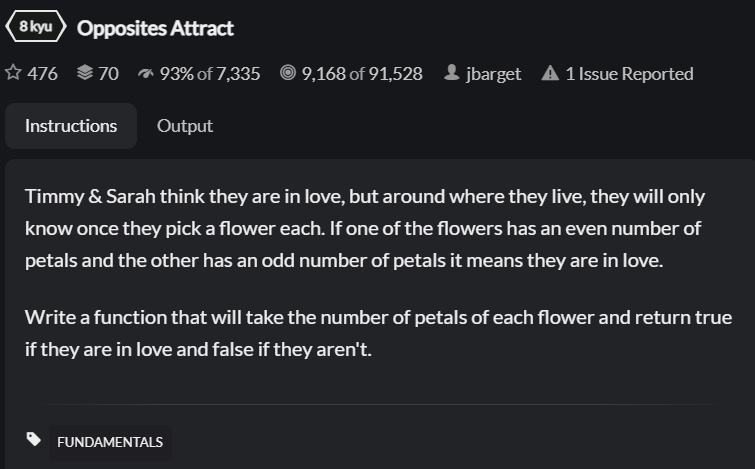 8 kyu Opposites Attract
476 70 93% of 7,335 9,168 of 91,528 jbarget 1 Issue Reported
Instructions Output
Timmy & Sarah think they are in love, but around where they live, they will only
know once they pick a flower each. If one of the flowers has an even number of
petals and the other has an odd number of petals it means they are in love.
Write a function that will take the number of petals of each flower and return true
if they are in love and false if they aren't.
FUNDAMENTALS